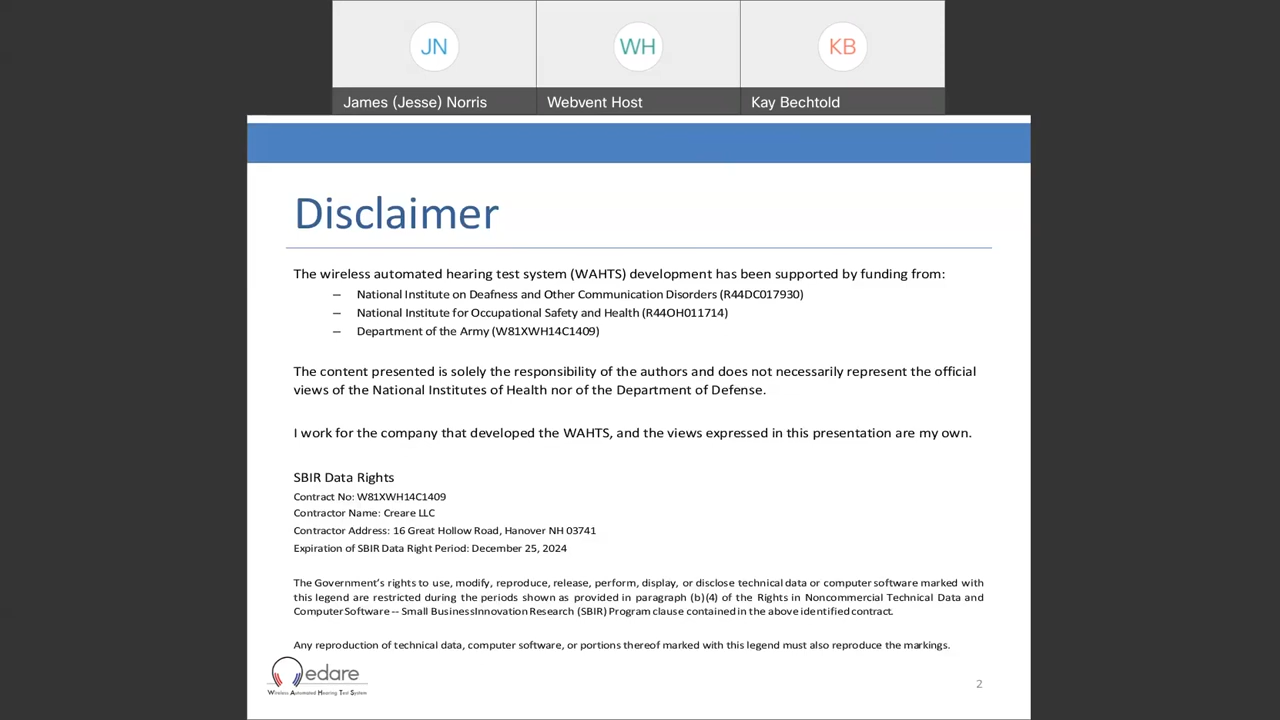 JN
WH
KB
James (Jesse) Norris
Webvent Host
Kay Bechtold
Disclaimer
The wireless automated hearing test system (WAHTS) development has been supported by funding from:
– National Institute on Deafness and Other Communication Disorders (R44DC017930)
– National Institute for Occupational Safety and Health (R44OH011714)
– Department of the Army (W81XWH14C1409)
The content presented is solely the responsibility of the authors and does not necessarily represent the official
views of the National Institutes of Health nor of the Department of Defense.
I work for the company that developed the WAHTS, and the views expressed in this presentation are my own.
SBIR Data Rights
Contract No: W81XWH14C1409
Contractor Name: Creare LLC
Contractor Address: 16 Great Hollow Road, Hanover NH 03741
Expiration of SBIR Data Right Period: December 25, 2024
The Government's rights to use, modify, reproduce, release, perform, display, or disclose technical data or computer software marked with
this legend are restricted during the periods shown as provided in paragraph (b)(4) of the Rights in Noncommercial Technical Data and
Computer Software -- Small Business Innovation Research (SBIR) Program clause contained in the above identified contract.
Any reproduction of technical data, computer software, or portions thereof marked with this legend must also reproduce the markings.
edare
Wireless Automated Hearing Test System
2